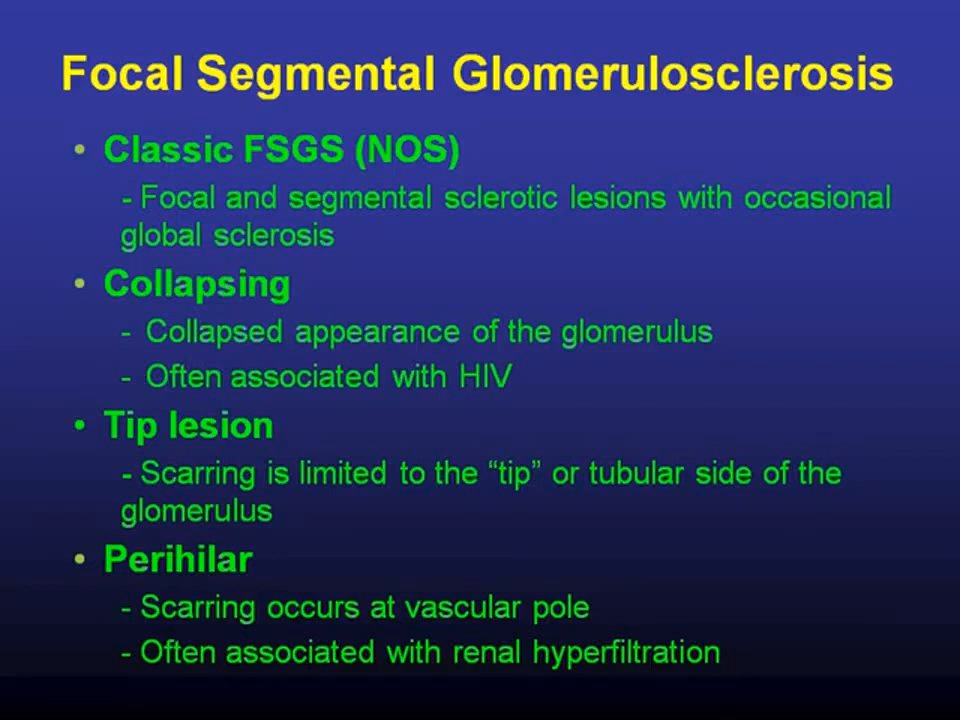 Focal Segmental Glomerulosclerosis
• Classic FSGS (NOS)
- Focal and segmental sclerotic lesions with occasional
global sclerosis
• Collapsing
- Collapsed appearance of the glomerulus
- Often associated with HIV
• Tip lesion
- Scarring is limited to the “tip” or tubular side of the
glomerulus
• Perihilar
- Scarring occurs at vascular pole
- Often associated with renal hyperfiltration